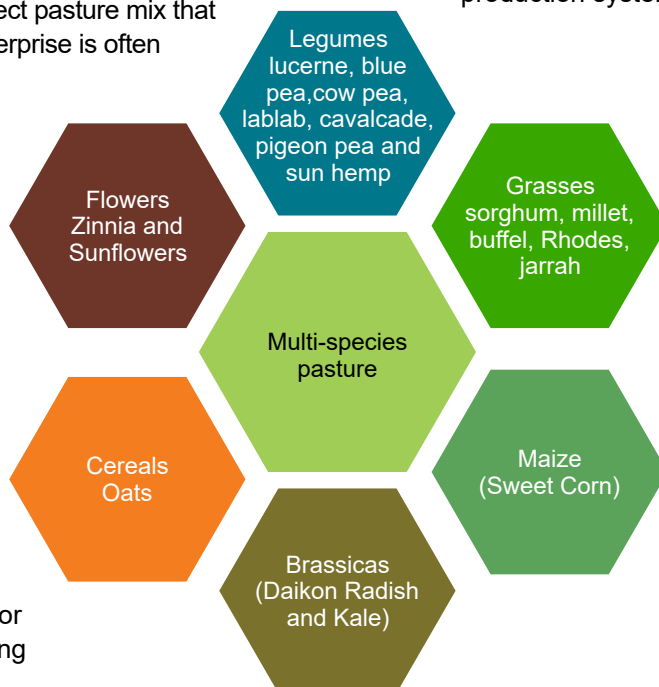 ect pasture mix that
erprise is often
production system
Legumes
lucerne, blue
pea,cow pea,
lablab, cavalcade,
pigeon pea and
sun hemp
Flowers
Zinnia and
Sunflowers
Grasses
sorghum, millet,
buffel, Rhodes,
jarrah
Multi-species
pasture
Cereals
Oats
Maize
(Sweet Corn)
Brassicas
(Daikon Radish
and Kale)
or
ng